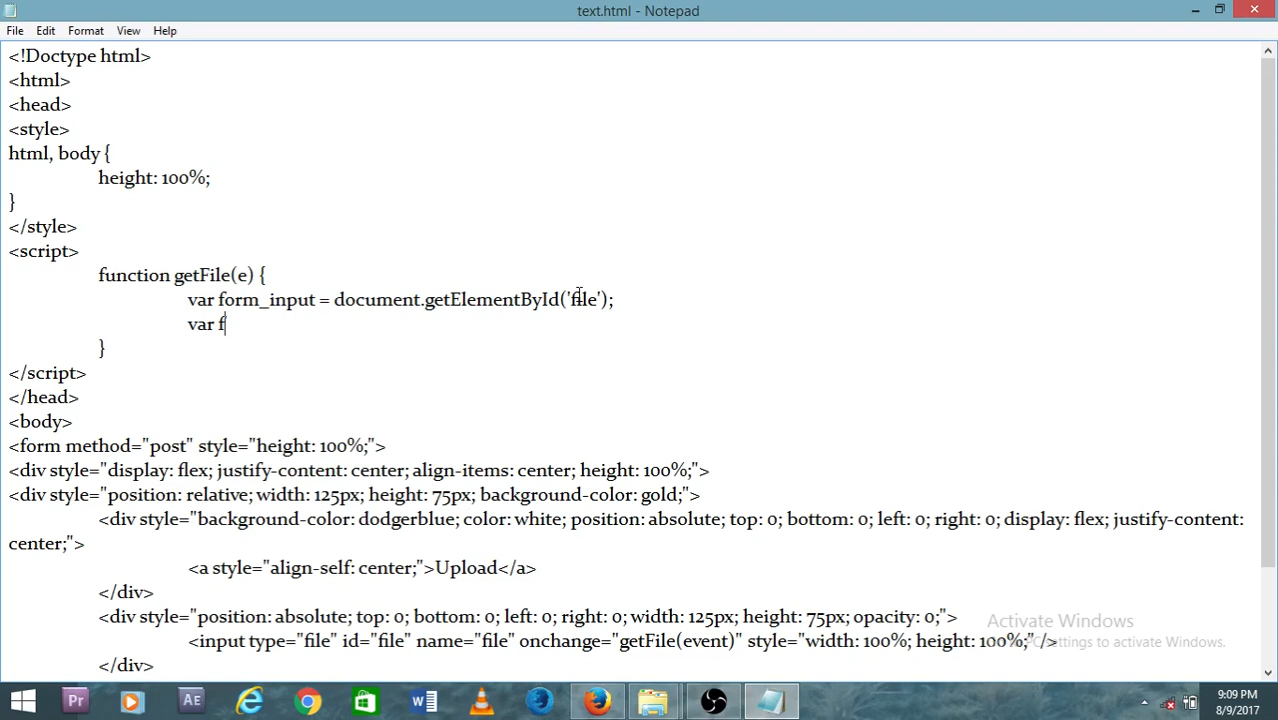 text.html - Notepad
File Edit Format View Help
<!Doctype html>
<html>
<head>
<style>
html, body {
height: 100%;
}
</style>
<script>
function getFile(e) {
var form_input = document.getElementById('file');
var f
}
</script>
</head>
<body>
<form method="post" style="height: 100%;">
<div style="display: flex; justify-content: center; align-items: center; height: 100%;">
<div style="position: relative; width: 125px; height: 75px; background-color: gold;">
<div style="background-color: dodgerblue; color: white; position: absolute; top: 0; bottom: 0; left: 0; right: 0; display: flex; justify-content:
center;">
<a style="align-self: center;">Upload</a>
</div>
<div style="position: absolute; top: 0; bottom: 0; left: 0; right: 0; width: 125px; height: 75px; opacity: 0;">
Activate Windows
<input type="file" id="file" name="file" onchange="getFile(event)" style="width: 100%; height: 100%;" />
settings to activate Windows.
</div>
Pr
AE
9:09 PM
8/9/2017